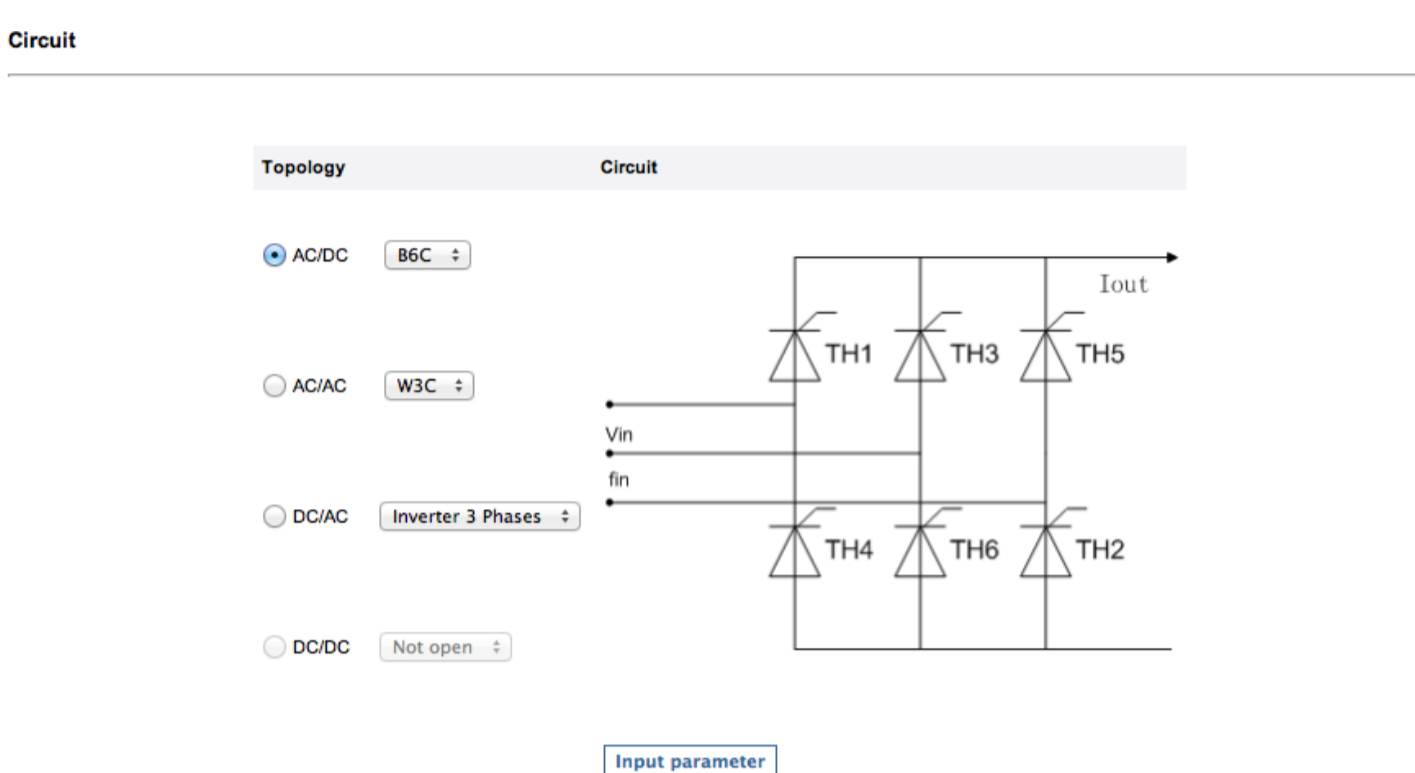 Circuit
Topology Circuit
AC/DC B6C
Iout
TH1 TH3 TH5
AC/AC W3C
Vin
fin
DC/AC Inverter 3 Phases
TH4 TH6 TH2
DC/DC Not open
Input parameter